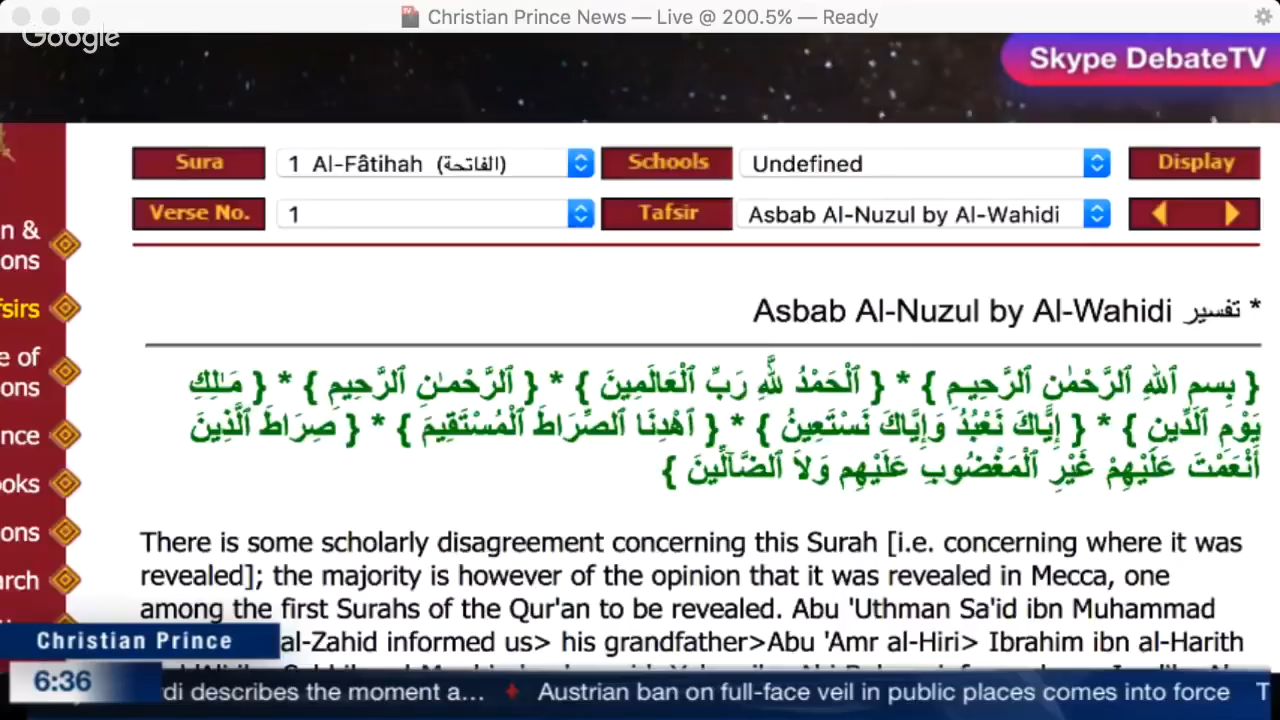 Christian Prince News — Live @ 200.5% — Ready
Google
Skype DebateTV
Sura 1 Al-Fâtihah (الفاتحة) Schools Undefined Display
Verse No. 1 Tafsir Asbab Al-Nuzul by Al-Wahidi
n &
ons
fsirs
e of
ons
nce
oks
ons
arch
* تفسير Asbab Al-Nuzul by Al-Wahidi
{ بِسمِ ٱللهِ ٱلرَّحْمٰنِ ٱلرَّحِيـمِ } * { ٱلْحَمْدُ للَّهِ رَبِّ ٱلْعَالَمِينَ } * { ٱلرَّحْمـٰنِ ٱلرَّحِيمِ } * { مَـٰلِكِ
يَوْمِ ٱلدِّينِ } * { إِيَّاكَ نَعْبُدُ وَإِيَّاكَ نَسْتَعِينُ } * { ٱهْدِنَا ٱلصِّرَاطَ ٱلْمُسْتَقِيمَ } * { صِرَاطَ ٱلَّذِينَ
أَنْعَمْتَ عَلَيْهِمْ غَيْرِ ٱلْمَغْضُوبِ عَلَيْهِم وَلاَ ٱلضَّآلِّينَ }
There is some scholarly disagreement concerning this Surah [i.e. concerning where it was
revealed]; the majority is however of the opinion that it was revealed in Mecca, one
among the first Surahs of the Qur'an to be revealed. Abu 'Uthman Sa'id ibn Muhammad
al-Zahid informed us> his grandfather>Abu 'Amr al-Hiri> Ibrahim ibn al-Harith
Christian Prince
6:36
rdi describes the moment a... ♦ Austrian ban on full-face veil in public places comes into force T